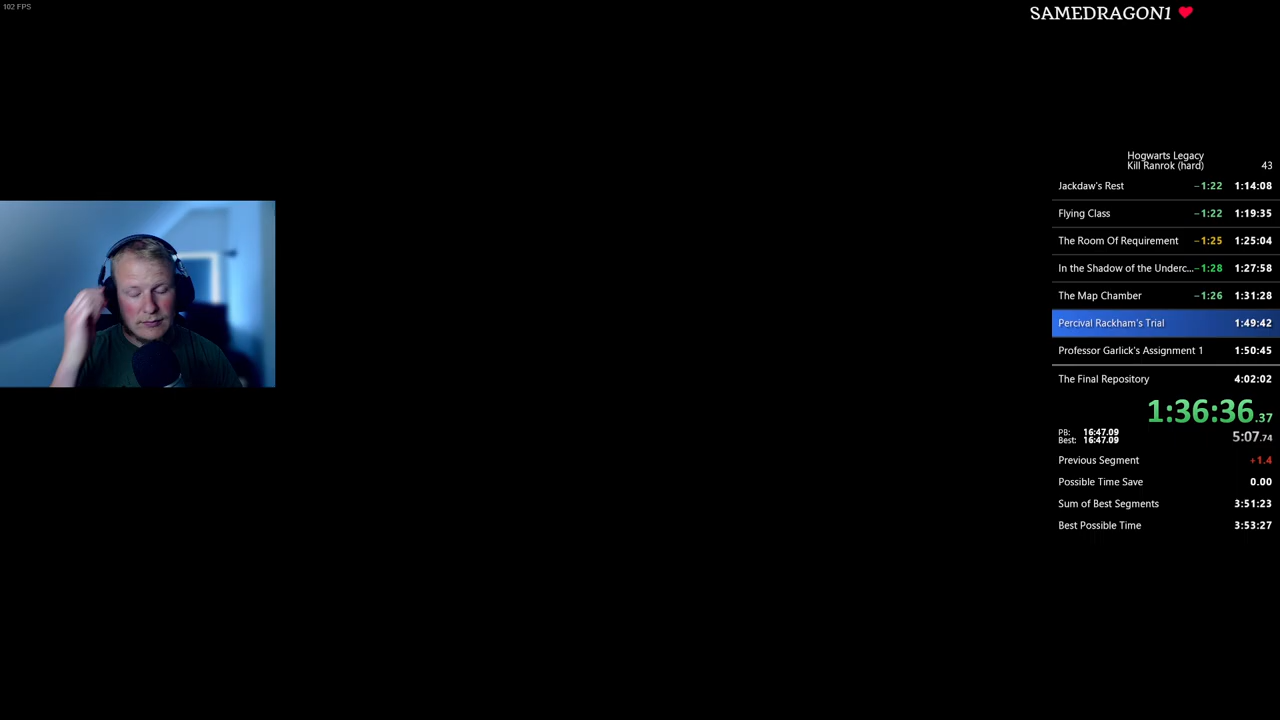 102 FPS
SAMEDRAGON1 ❤
Hogwarts Legacy
Kill Ranrok (hard) 43
Jackdaw's Rest −1:22 1:14:08
Flying Class −1:22 1:19:35
The Room Of Requirement −1:25 1:25:04
In the Shadow of the Underc... −1:28 1:27:58
The Map Chamber −1:26 1:31:28
Percival Rackham's Trial 1:49:42
Professor Garlick's Assignment 1 1:50:45
The Final Repository 4:02:02
1:36:36.37
PB: 16:47.09
Best: 16:47.09
5:07.74
Previous Segment +1.4
Possible Time Save 0.00
Sum of Best Segments 3:51:23
Best Possible Time 3:53:27